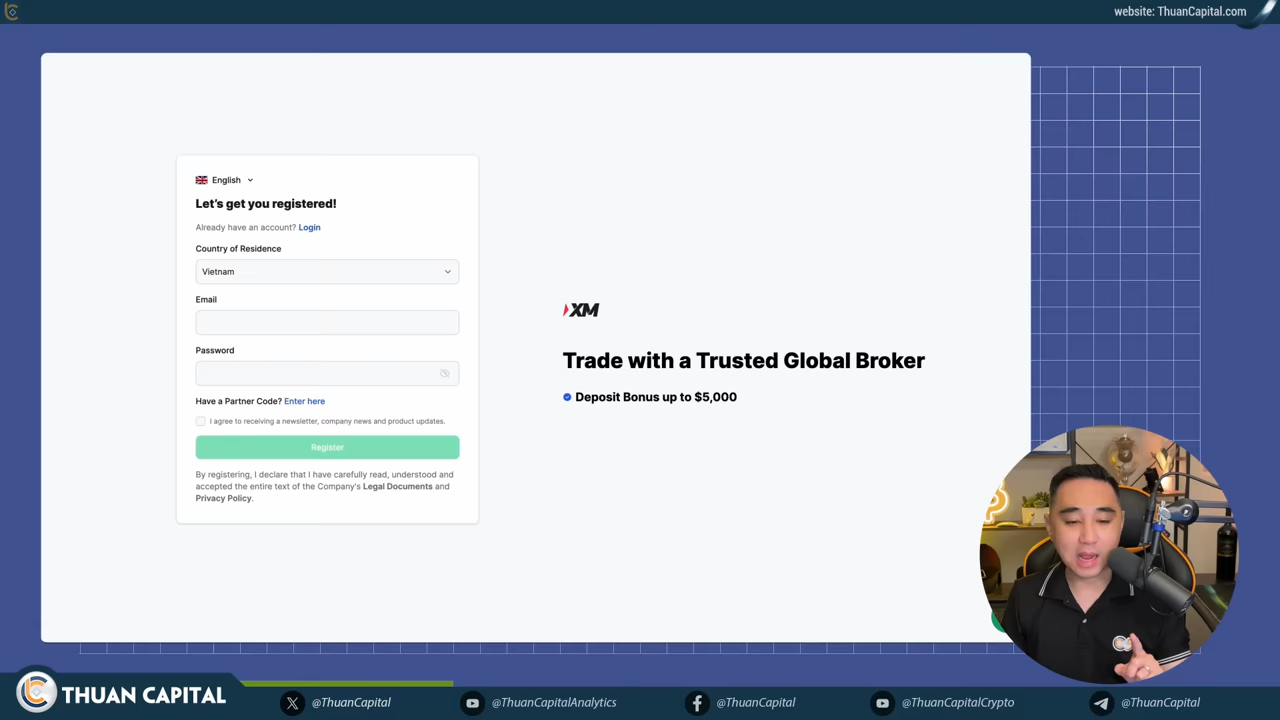 website: ThuanCapital.com
English
Let's get you registered!
Already have an account? Login
Country of Residence
Vietnam
Email
Password
Have a Partner Code? Enter here
I agree to receiving a newsletter, company news and product updates.
Register
By registering, I declare that I have carefully read, understood and
accepted the entire text of the Company's Legal Documents and
Privacy Policy.
XM
Trade with a Trusted Global Broker
Deposit Bonus up to $5,000
THUAN CAPITAL
@ThuanCapital
@ThuanCapitalAnalytics
@ThuanCapital
@ThuanCapitalCrypto
@ThuanCapital